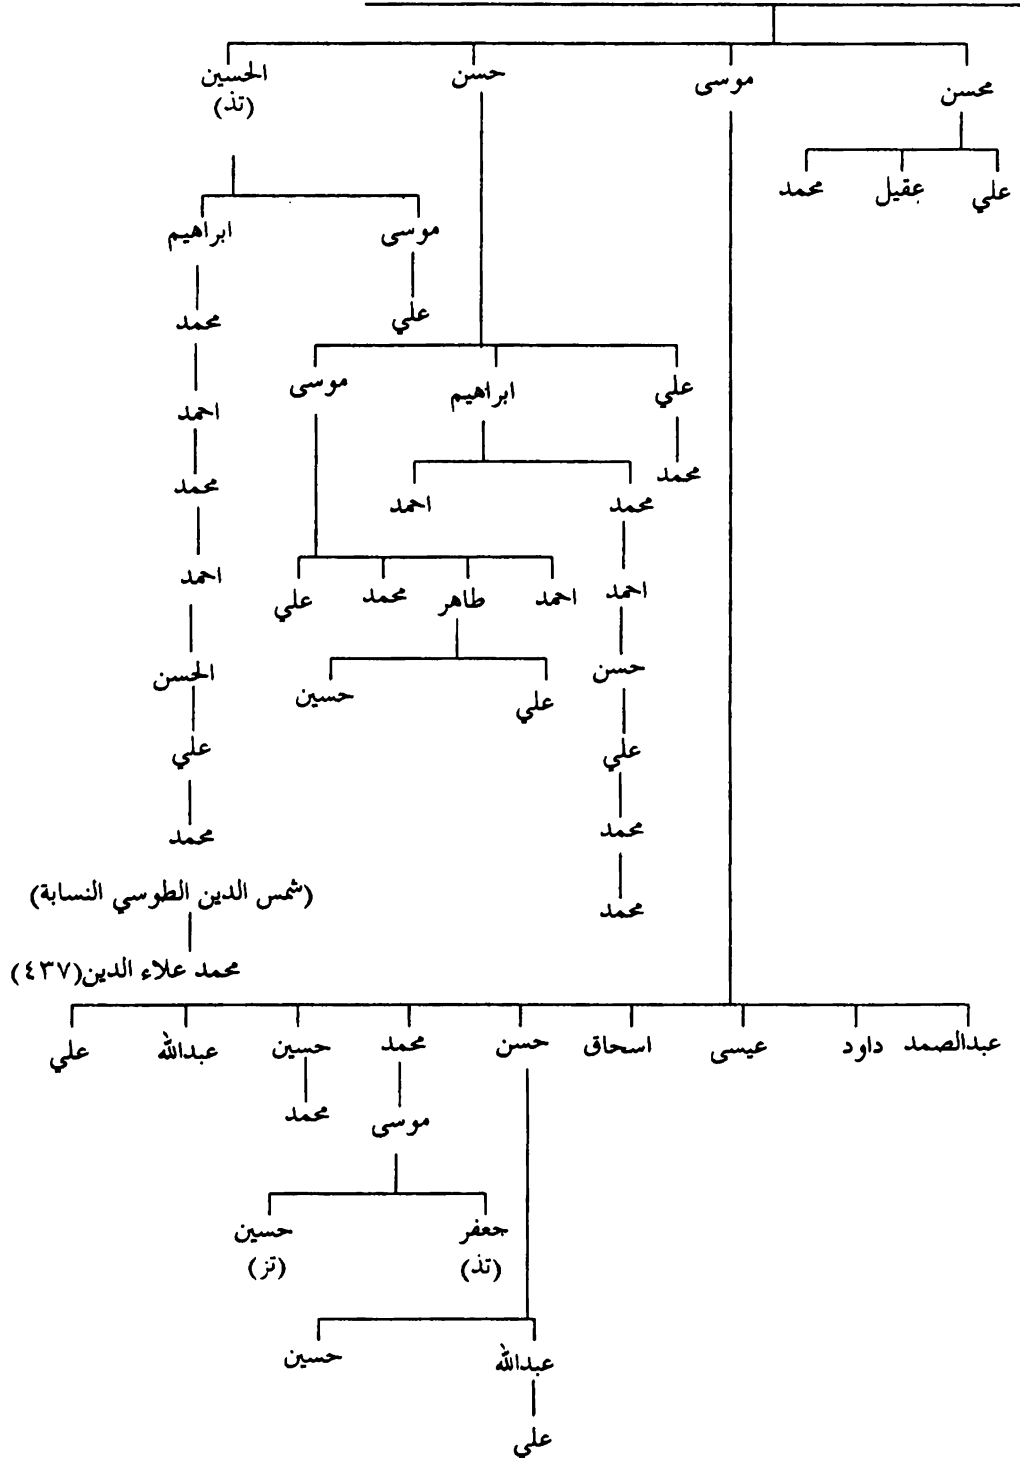 محسن
موسى
حسن
الحسين
(تذ)
علي
عقيل
محمد
موسى
ابراهيم
علي
محمد
علي
ابراهيم
موسى
احمد
محمد
محمد
احمد
محمد
احمد
احمد
طاهر
محمد
علي
احمد
حسن
الحسن
علي
حسين
علي
علي
محمد
محمد
محمد
(شمس الدين الطوسي النسابة)
محمد علاء الدين(٤٣٧)
عبدالصمد
داود
عيسى
اسحاق
حسن
محمد
حسين
عبدالله
علي
موسى
محمد
جعفر
(تذ)
حسين
(تز)
عبدالله
حسين
علي